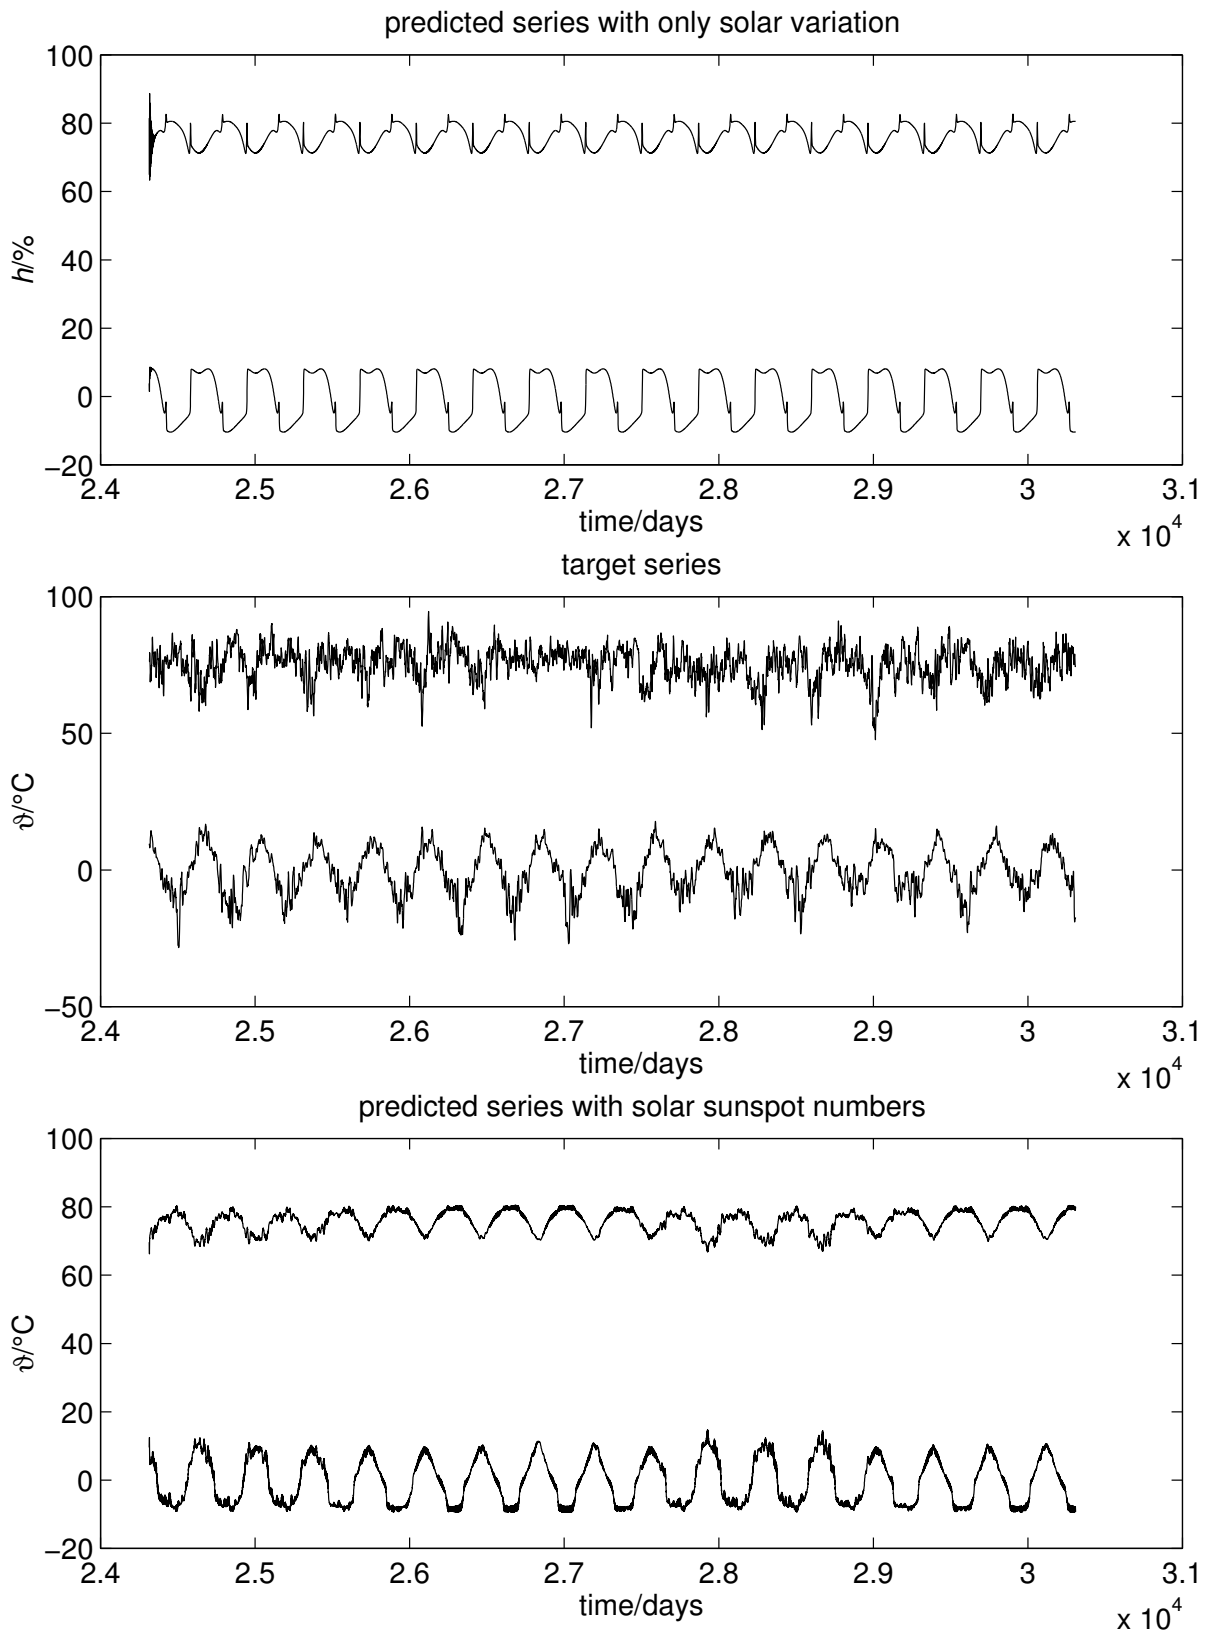 predicted series with only solar variation
100
80
60
40
20
0
−20
h/%
2.4 2.5 2.6 2.7 2.8 2.9 3 3.1
time/days
x 10^4
target series
100
50
0
−50
ϑ/°C
2.4 2.5 2.6 2.7 2.8 2.9 3 3.1
time/days
x 10^4
predicted series with solar sunspot numbers
100
80
60
40
20
0
−20
ϑ/°C
2.4 2.5 2.6 2.7 2.8 2.9 3 3.1
time/days
x 10^4